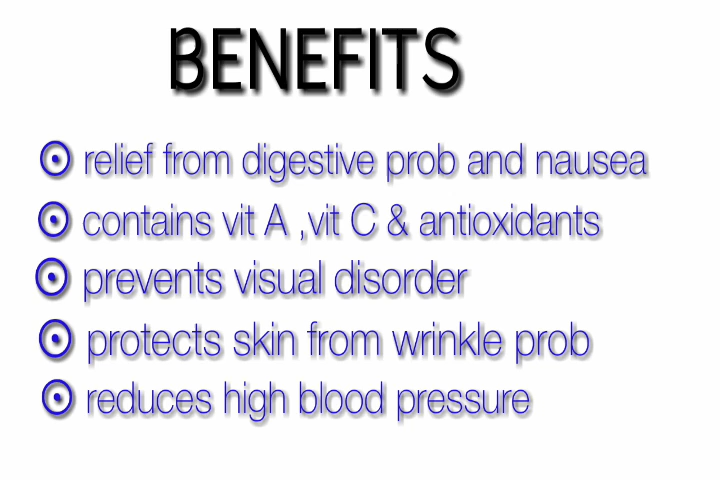 BENEFITS
relief from digestive prob and nausea
contains vit A ,vit C & antioxidants
prevents visual disorder
protects skin from wrinkle prob
reduces high blood pressure